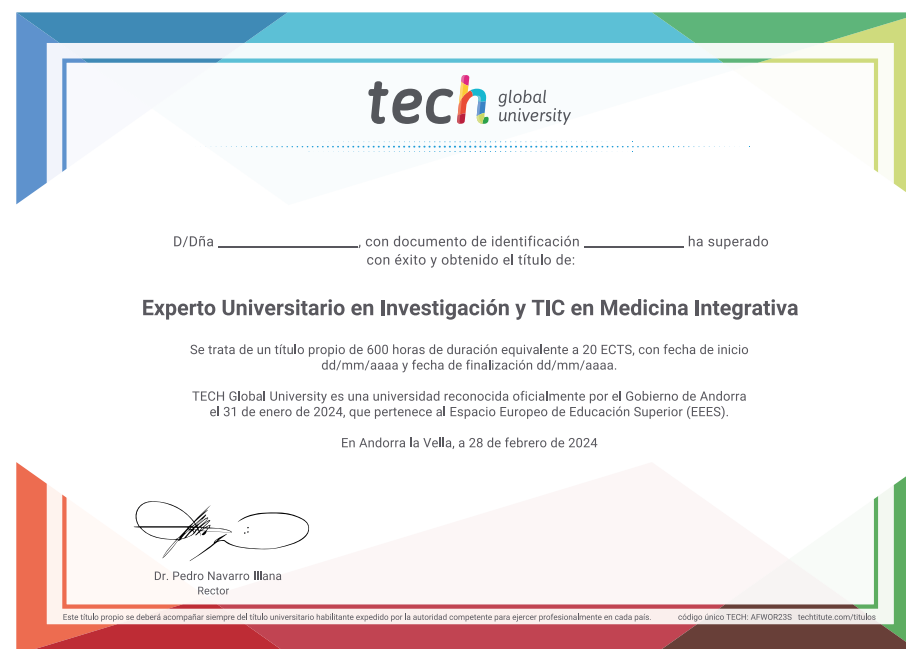 tech global
university
D/Dña ____________________, con documento de identificación ______________ ha superado
con éxito y obtenido el título de:
Experto Universitario en Investigación y TIC en Medicina Integrativa
Se trata de un título propio de 600 horas de duración equivalente a 20 ECTS, con fecha de inicio
dd/mm/aaaa y fecha de finalización dd/mm/aaaa.
TECH Global University es una universidad reconocida oficialmente por el Gobierno de Andorra
el 31 de enero de 2024, que pertenece al Espacio Europeo de Educación Superior (EEES).
En Andorra la Vella, a 28 de febrero de 2024
Dr. Pedro Navarro Illana
Rector
Este título propio se deberá acompañar siempre del título universitario habilitante expedido por la autoridad competente para ejercer profesionalmente en cada país. código único TECH: AFWOR23S techtitute.com/titulos